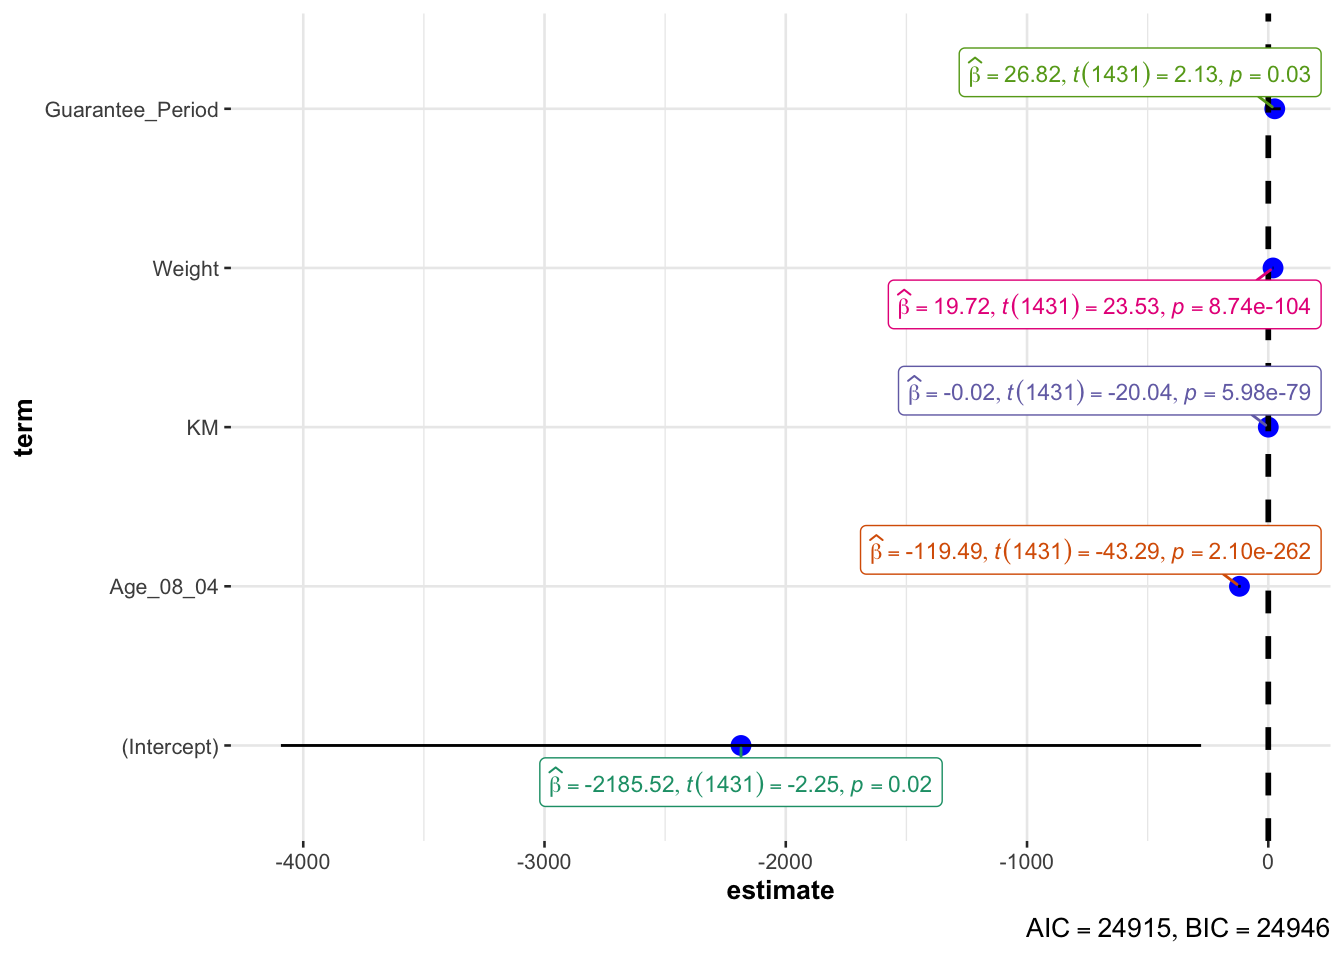 β̂ = 26.82, t(1431) = 2.13, p = 0.03
Guarantee_Period
Weight
β̂ = 19.72, t(1431) = 23.53, p = 8.74e-104
β̂ = -0.02, t(1431) = -20.04, p = 5.98e-79
KM
term
β̂ = -119.49, t(1431) = -43.29, p = 2.10e-262
Age_08_04
(Intercept)
β̂ = -2185.52, t(1431) = -2.25, p = 0.02
-4000 -3000 -2000 -1000 0
estimate
AIC = 24915, BIC = 24946